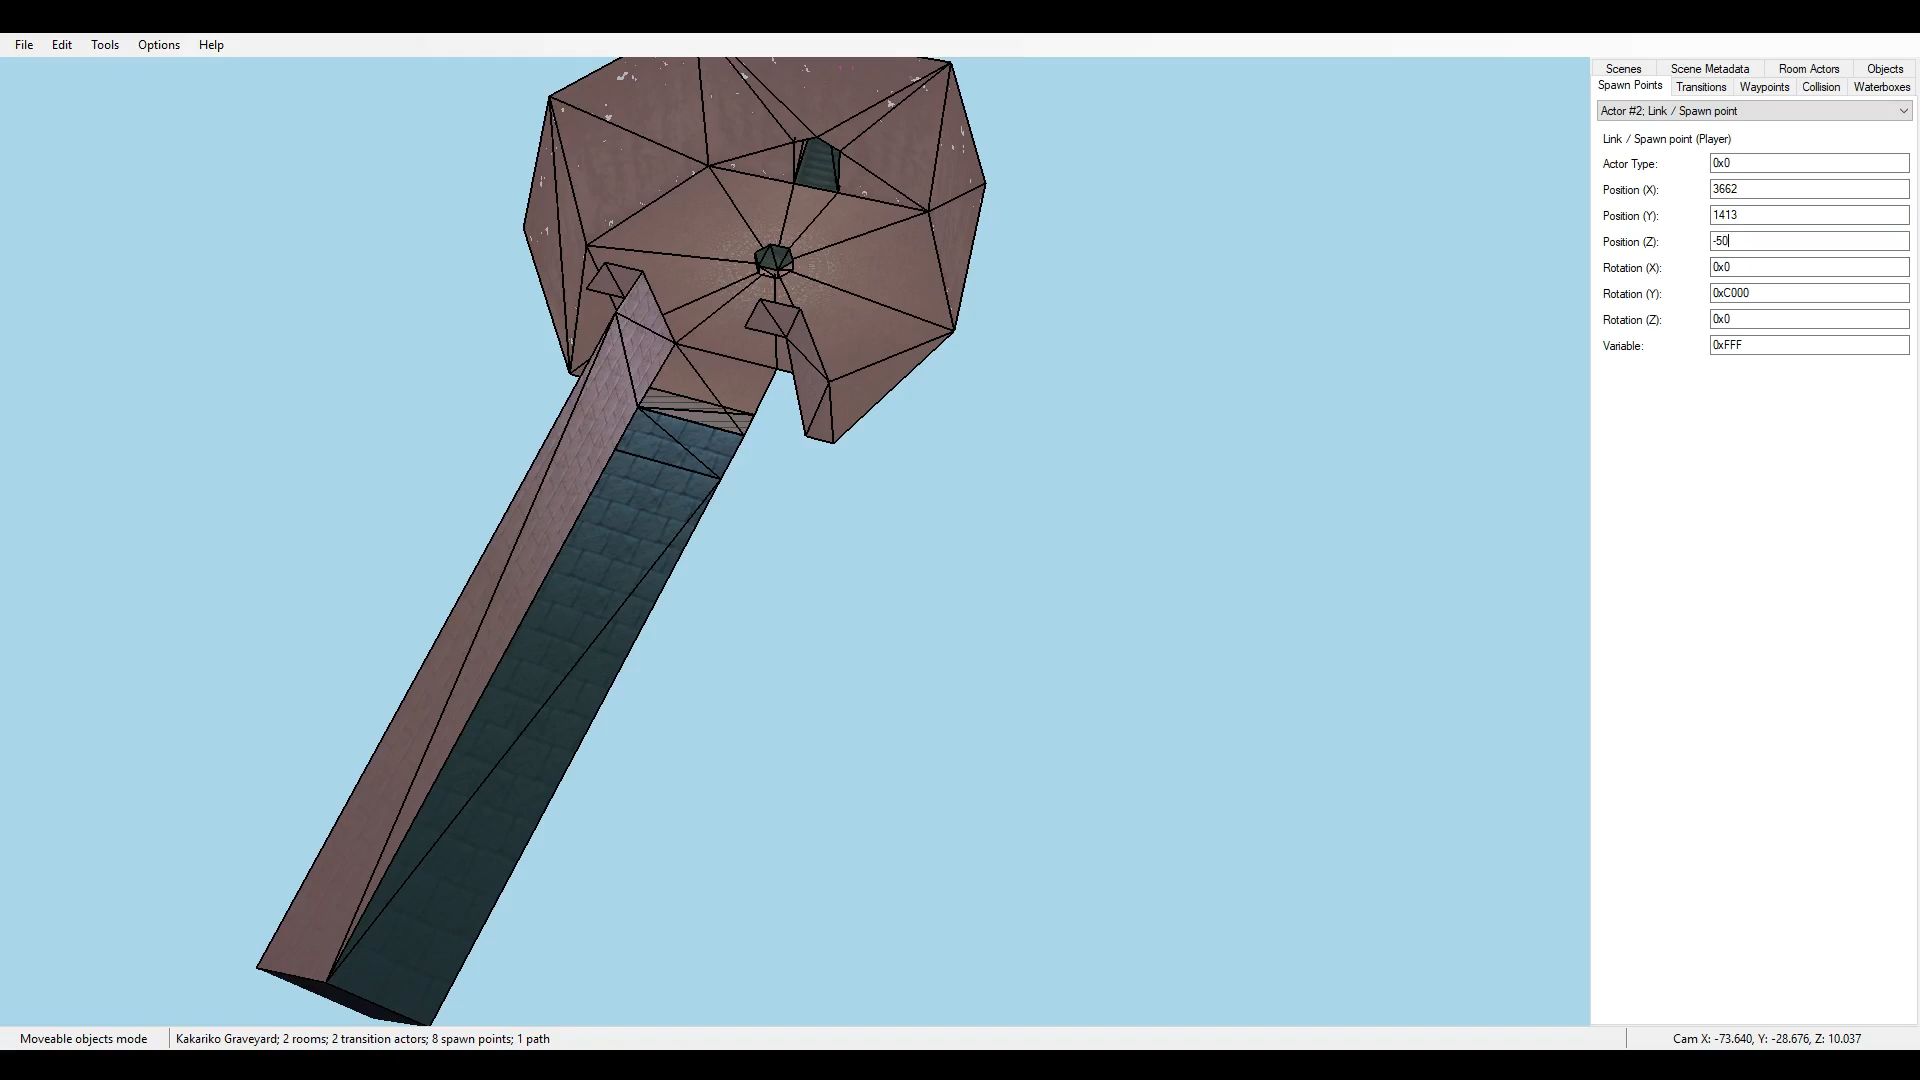 File Edit Tools Options Help
Scenes Scene Metadata Room Actors Objects
Spawn Points Transitions Waypoints Collision Waterboxes
Actor #2; Link / Spawn point
Link / Spawn point (Player)
Actor Type: 0x0
Position (X): 3662
Position (Y): 1413
Position (Z): -50
Rotation (X): 0x0
Rotation (Y): 0xC000
Rotation (Z): 0x0
Variable: 0xFFF
Moveable objects mode Kakariko Graveyard; 2 rooms; 2 transition actors; 8 spawn points; 1 path Cam X: -73.640, Y: -28.676, Z: 10.037